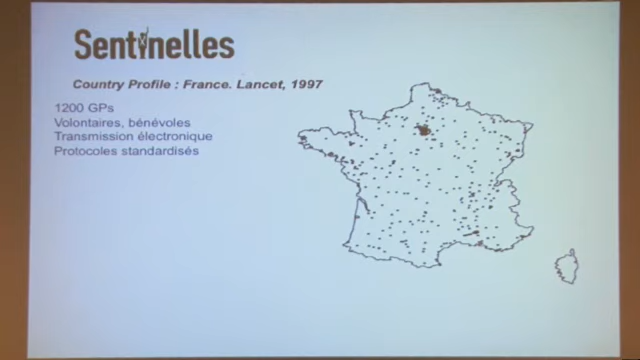 Sentinelles
Country Profile : France. Lancet, 1997
1200 GPs
Volontaires, bénévoles
Transmission électronique
Protocoles standardisés